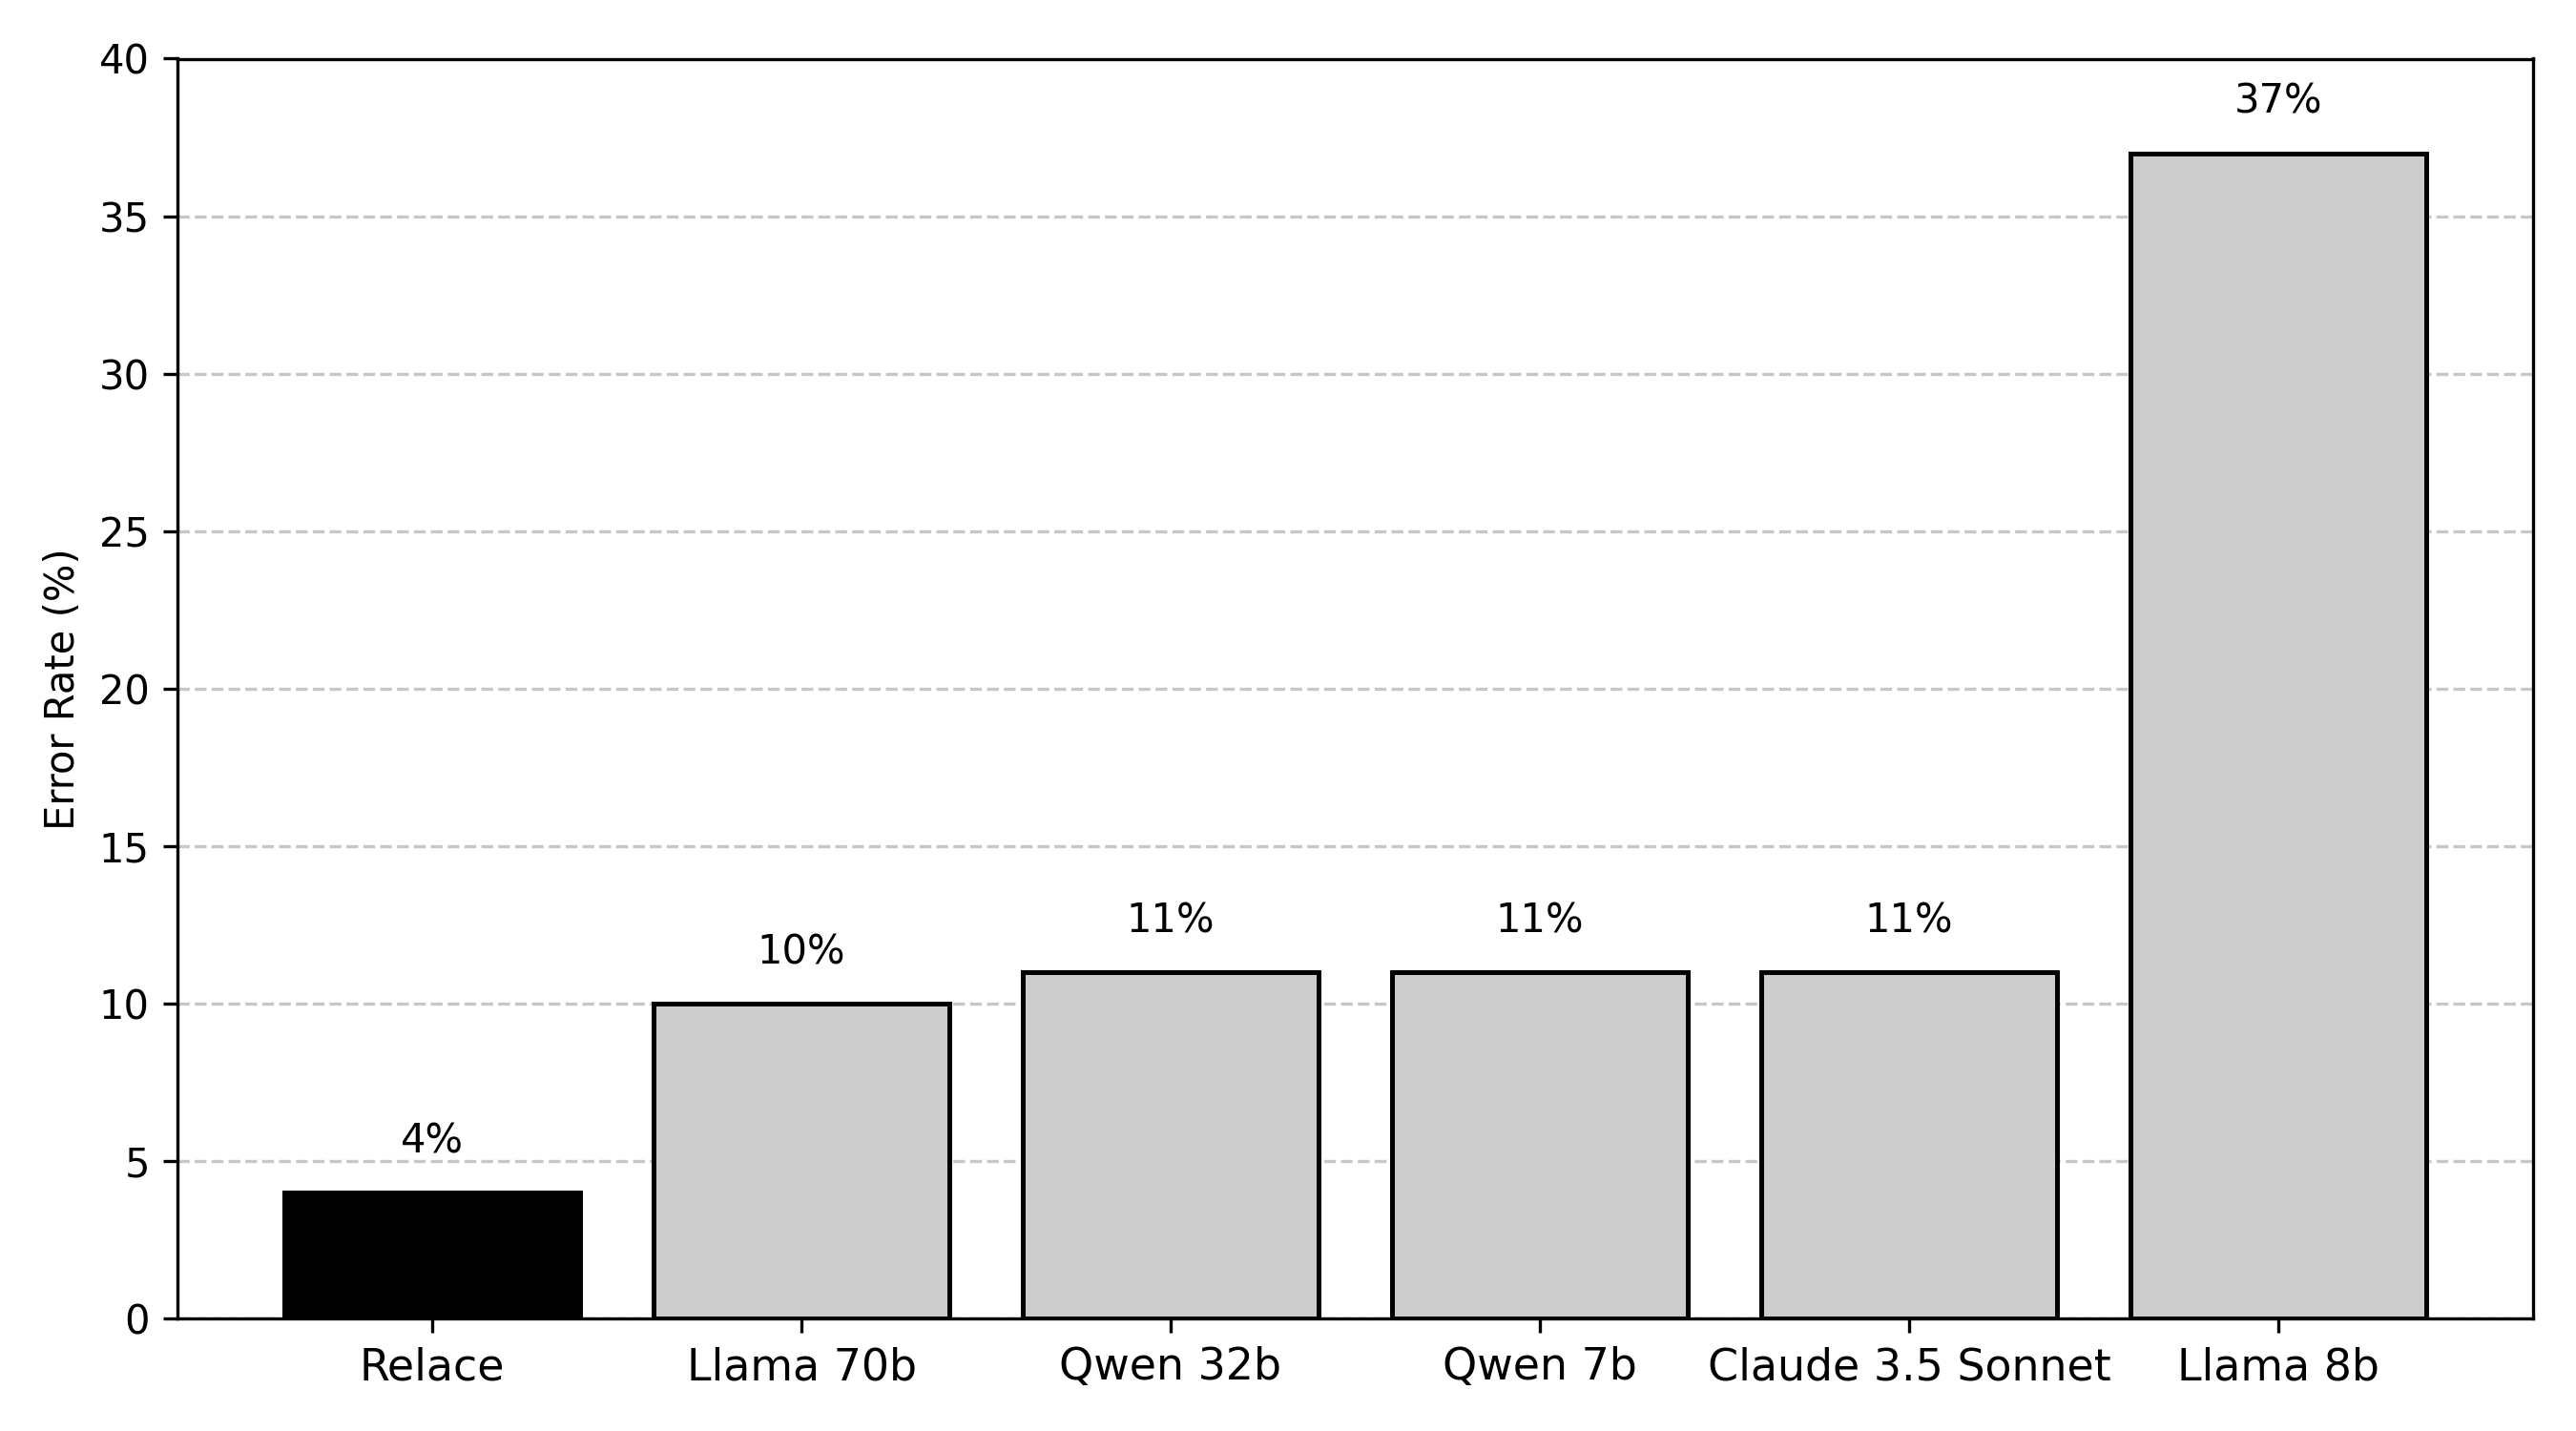 Error Rate (%)
40
35
30
25
20
15
10
5
0
4%
10%
11%
11%
11%
37%
Relace
Llama 70b
Qwen 32b
Qwen 7b
Claude 3.5 Sonnet
Llama 8b